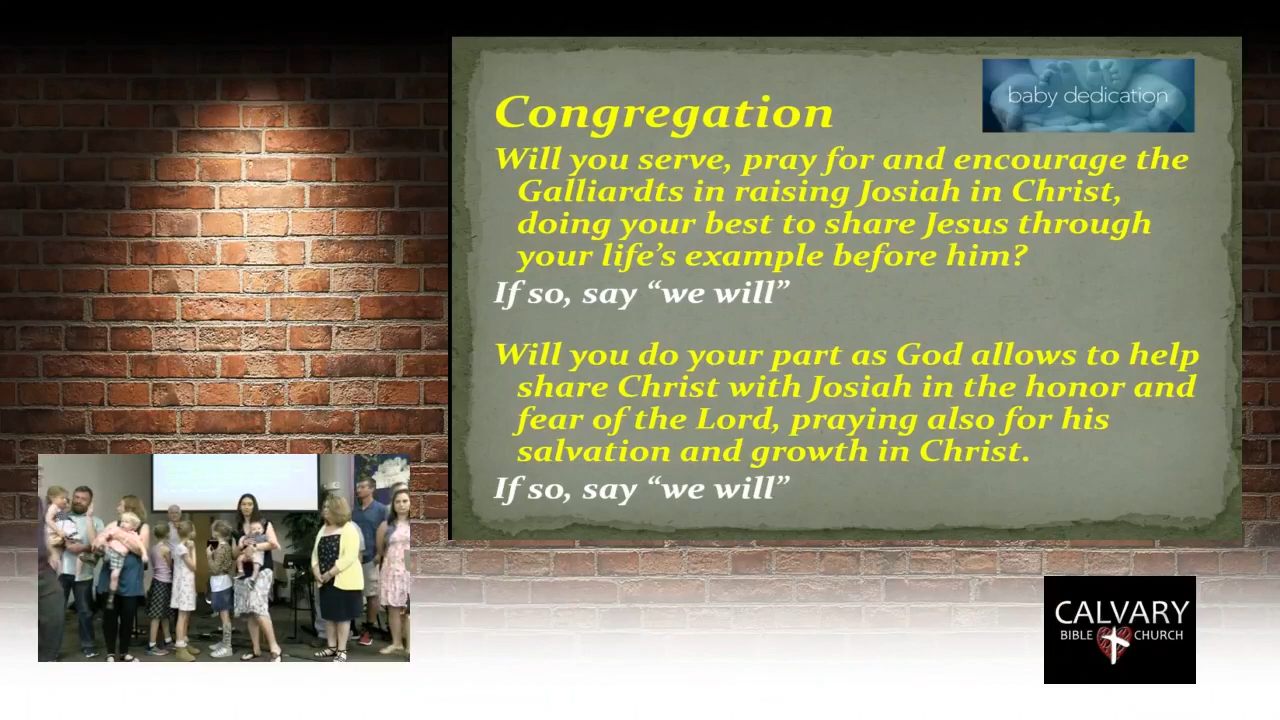 baby dedication
Congregation
Will you serve, pray for and encourage the
Galliardts in raising Josiah in Christ,
doing your best to share Jesus through
your life’s example before him?
If so, say “we will”
Will you do your part as God allows to help
share Christ with Josiah in the honor and
fear of the Lord, praying also for his
salvation and growth in Christ.
If so, say “we will”
CALVARY
BIBLE CHURCH